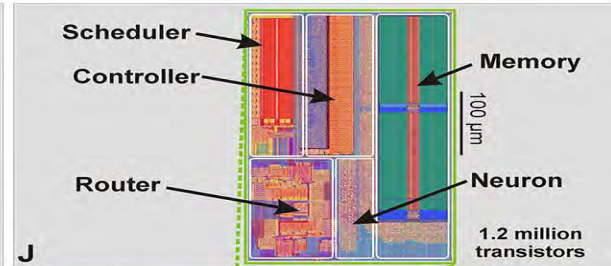 Scheduler
Controller
Memory
100 μm
Router
Neuron
J
1.2 million
transistors